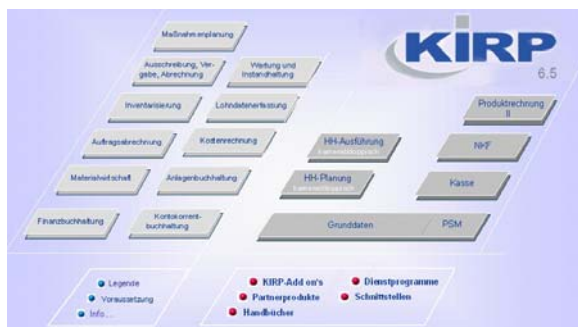 Maßnahmenplanung
KIRP
6.5
Ausschreibung, Ver-
gabe, Abrechnung
Wartung und
Instandhaltung
Inventarisierung
Lohndatenerfassung
Produktrechnung
II
Auftragsabrechnung
Kostenrechnung
HH-Ausführung
NKF
Materialwirtschaft
Anlagenbuchhaltung
HH-Planung
Kasse
Finanzbuchhaltung
Kontokorrent-
buchhaltung
Grunddaten
PSM
Legende
Voraussetzung
Info...
KIRP-Add on's
Dienstprogramme
Partnerprodukte
Schnittstellen
Handbücher